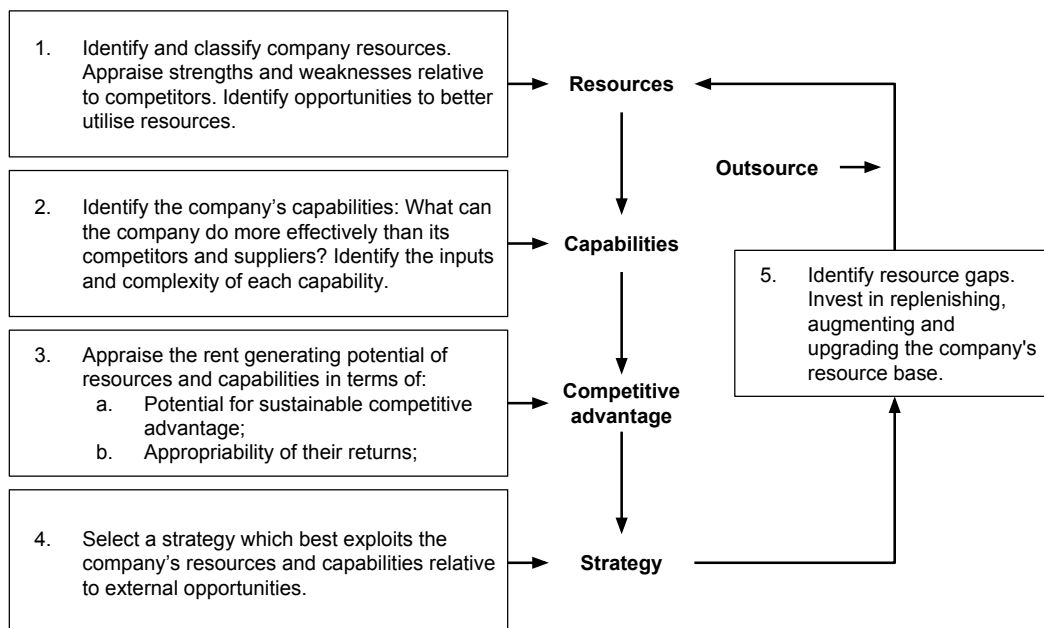 1. Identify and classify company resources.
Appraise strengths and weaknesses relative
to competitors. Identify opportunities to better
utilise resources.
Resources
Outsource
2. Identify the company’s capabilities: What can
the company do more effectively than its
competitors and suppliers? Identify the inputs
and complexity of each capability.
Capabilities
5. Identify resource gaps.
Invest in replenishing,
augmenting and
upgrading the company's
resource base.
3. Appraise the rent generating potential of
resources and capabilities in terms of:
a. Potential for sustainable competitive
advantage;
b. Appropriability of their returns;
Competitive
advantage
4. Select a strategy which best exploits the
company’s resources and capabilities relative
to external opportunities.
Strategy